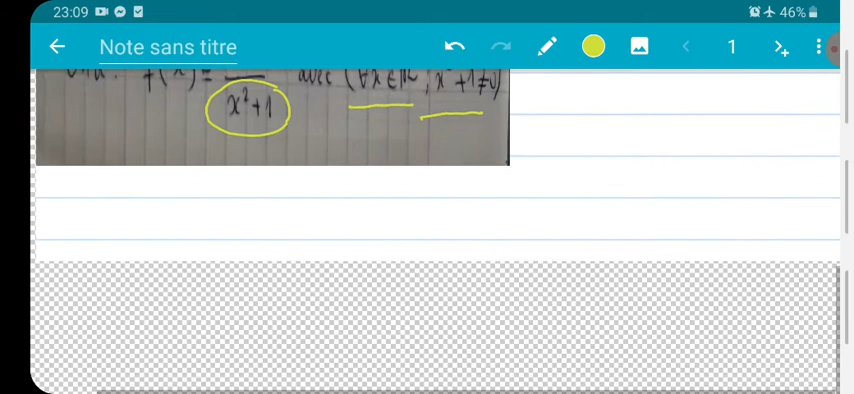 23:09 46%
Note sans titre 1
f(x) = avec (∀x∈ℝ, x²+1≠0)
x²+1